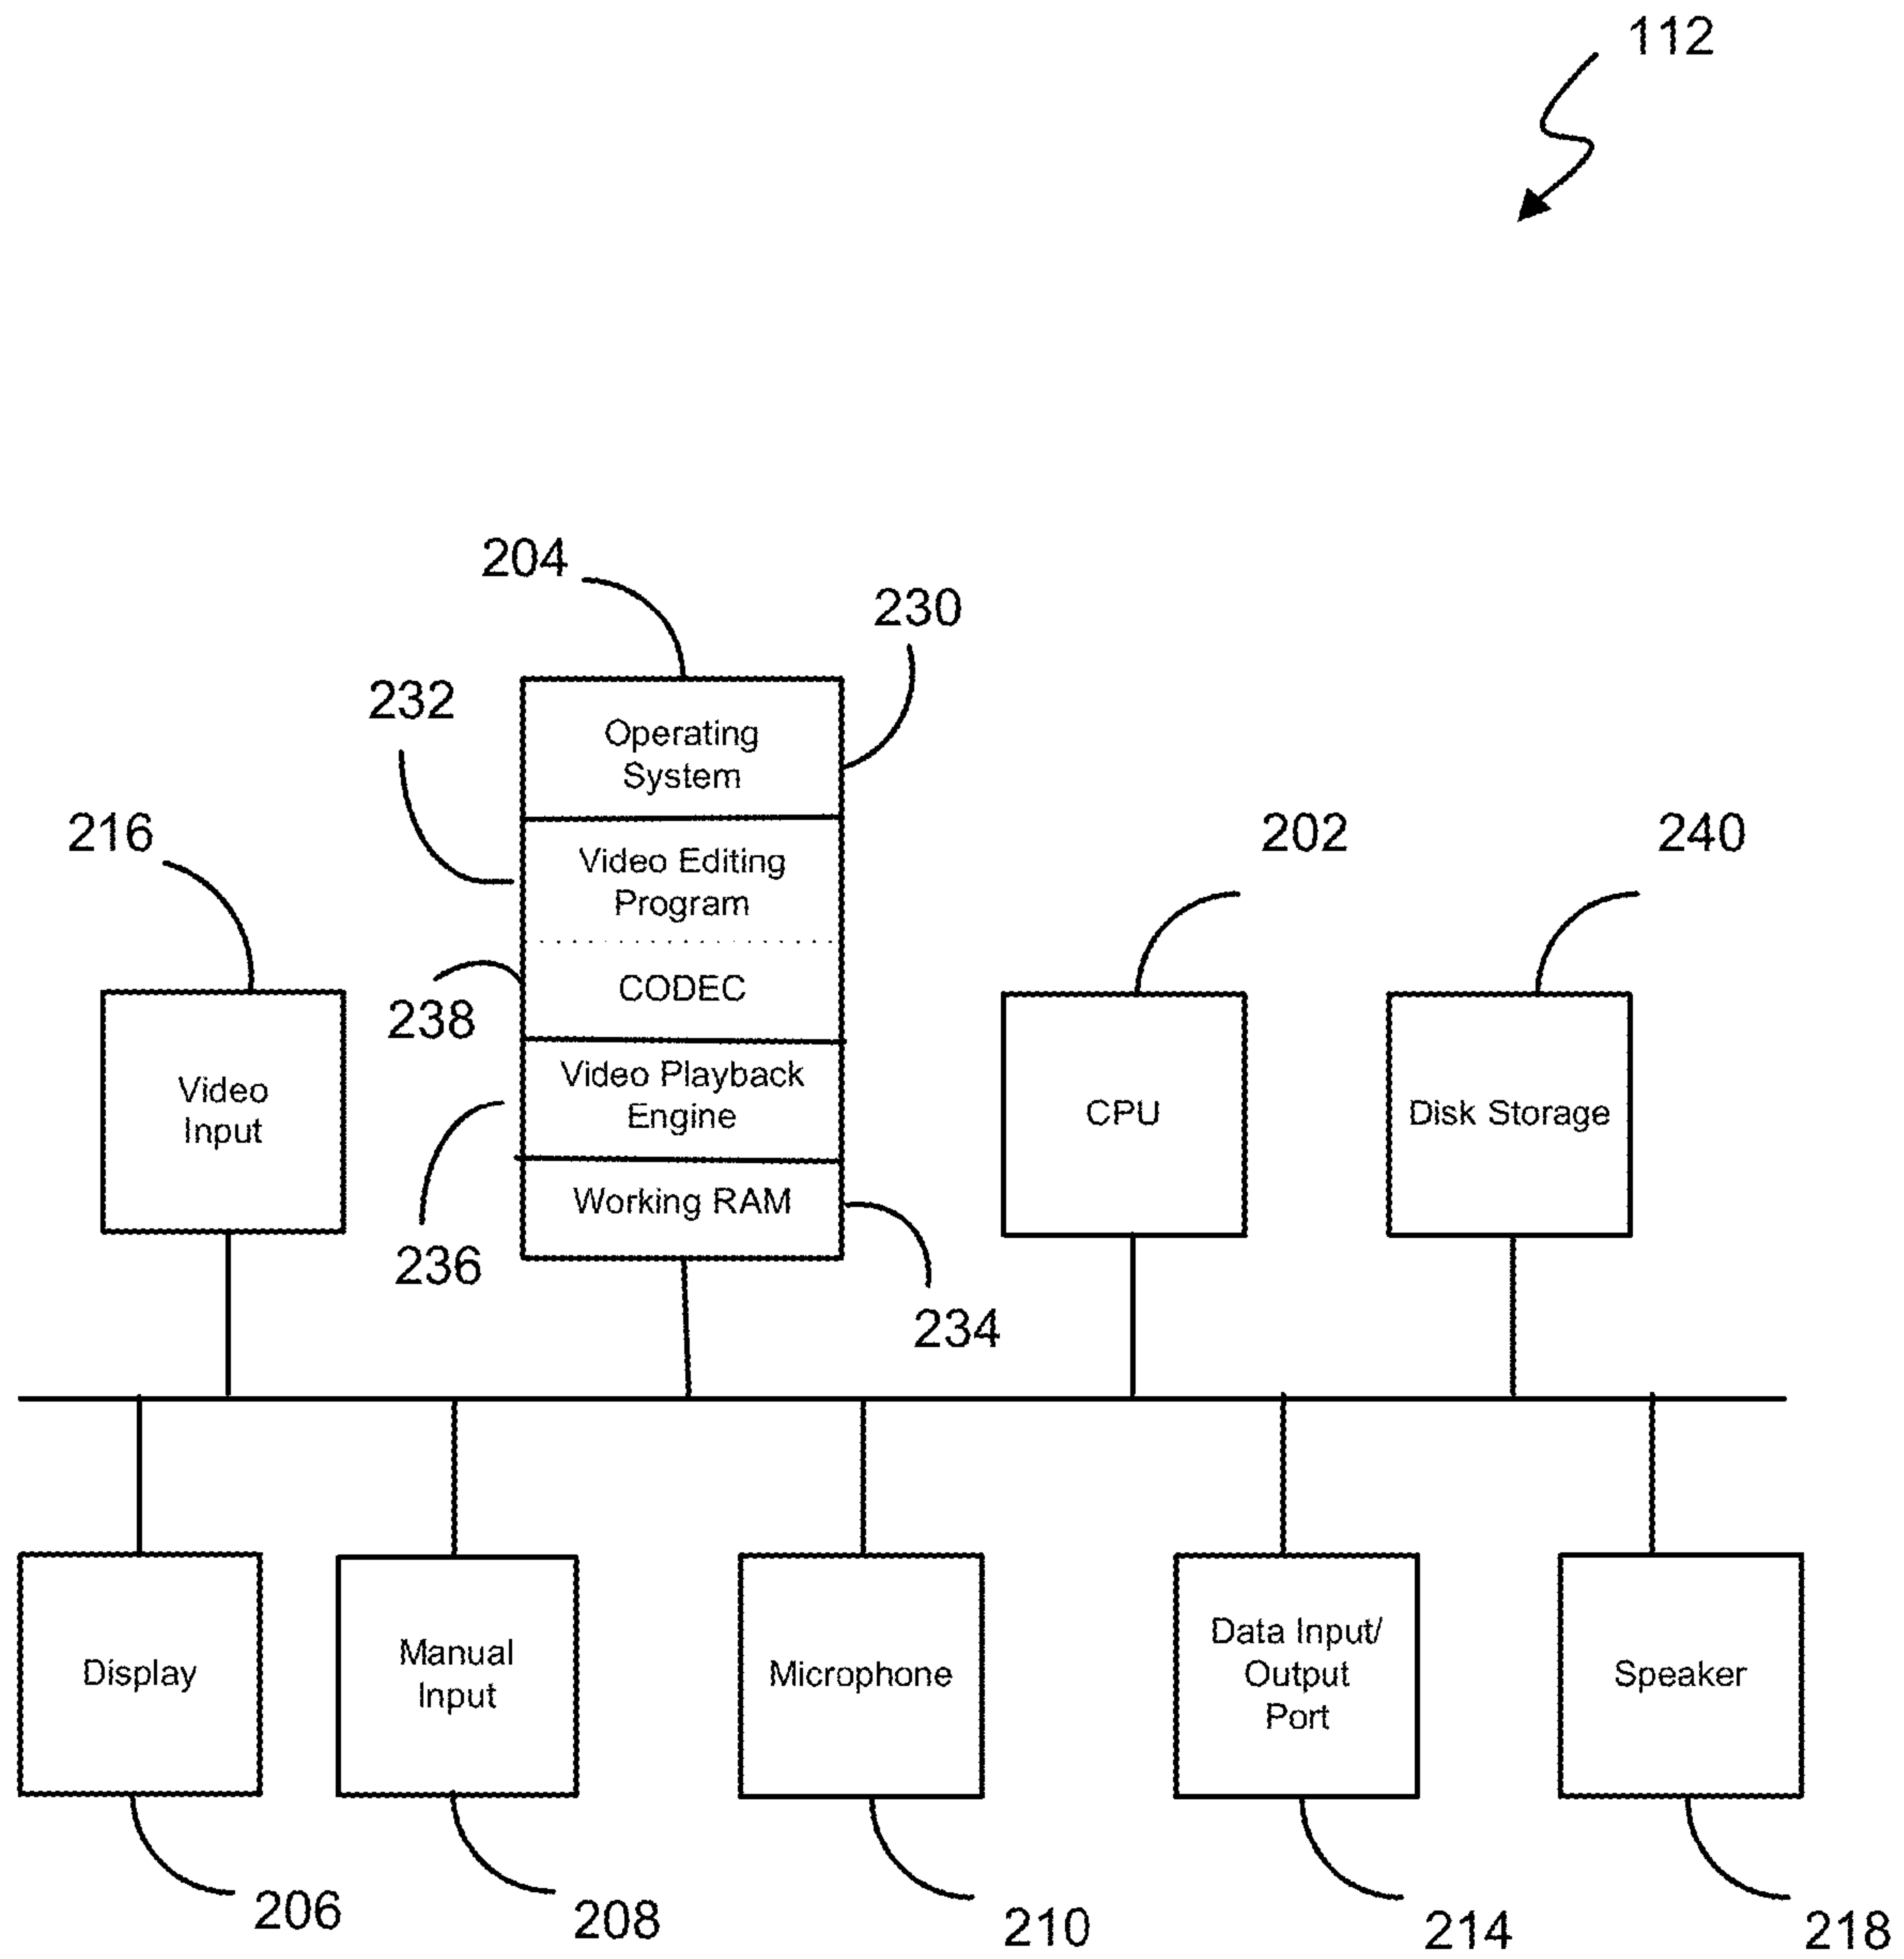 112
204
230
232
Operating
System
216
Video Editing
Program
202
240
238
CODEC
Video
Input
Video Playback
Engine
CPU
Disk Storage
236
Working RAM
234
Display
Manual
Input
Microphone
Data Input/
Output
Port
Speaker
206
208
210
214
218